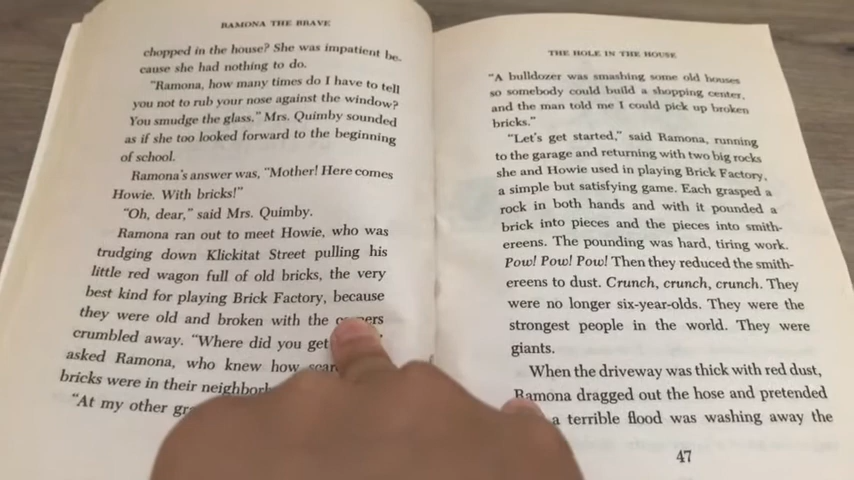 RAMONA THE BRAVE
chopped in the house? She was impatient be-
cause she had nothing to do.
"Ramona, how many times do I have to tell
you not to rub your nose against the window?
You smudge the glass," Mrs. Quimby sounded
as if she too looked forward to the beginning
of school.
Ramona's answer was, "Mother! Here comes
Howie. With bricks!"
"Oh, dear," said Mrs. Quimby.
Ramona ran out to meet Howie, who was
trudging down Klickitat Street pulling his
little red wagon full of old bricks, the very
best kind for playing Brick Factory, because
they were old and broken with the
crumbled away. "Where did you get
asked Ramona, who knew how
bricks were in their
"At my other
THE HOLE IN THE HOUSE
"A bulldozer was smashing some old houses
so somebody could build a shopping center,
and the man told me I could pick up broken
bricks."
"Let's get started," said Ramona, running
to the garage and returning with two big rocks
she and Howie used in playing Brick Factory,
a simple but satisfying game. Each grasped a
rock in both hands and with it pounded a
brick into pieces and the pieces into smith-
ereens. The pounding was hard, tiring work.
Pow! Pow! Pow! Then they reduced the smith-
ereens to dust. Crunch, crunch, crunch. They
were no longer six-year-olds. They were the
strongest people in the world. They were
giants.
When the driveway was thick with red dust,
Ramona dragged out the hose and pretended
a terrible flood was washing away the
47